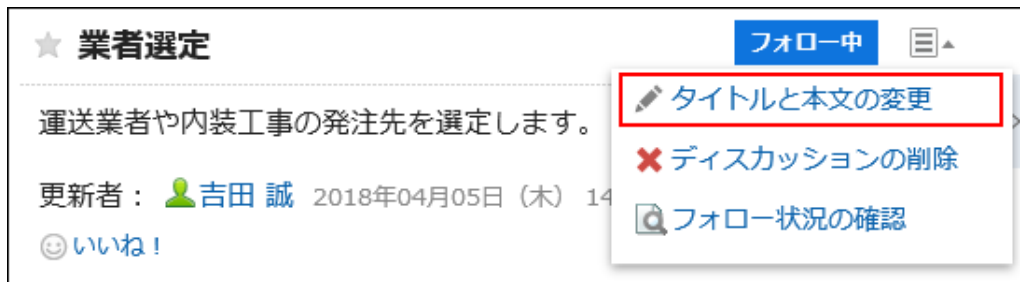 業者選定
フォロー中
タイトルと本文の変更
運送業者や内装工事の発注先を選定します。
ディスカッションの削除
更新者： 吉田 誠 2018年04月05日（木） 14
フォロー状況の確認
いいね！